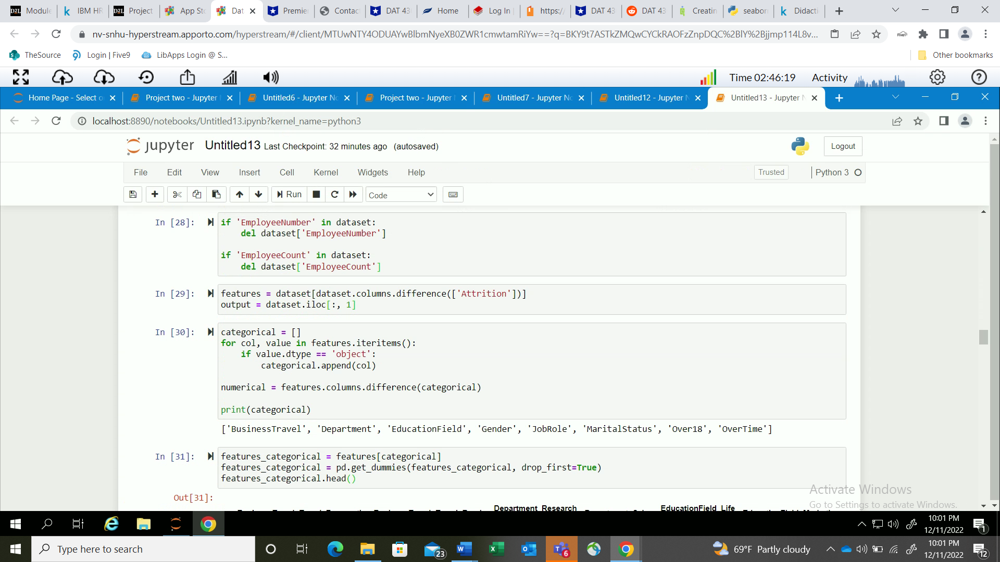 Module
IBM HR
Project
App Sto
Dat
Premie
Contac
DAT 43
Home
Log In
https:/
DAT 43
DAT 43
Creatin
seabor
Didacti
nv-snhu-hyperstream.apporto.com/hyperstream/#/client/MTUwNTY4ODUAYwBlbmNyeXB0ZWR1cmwtamRiYw==?q=BKY9t7ASTkZMQwCYCkRAOFzZnpDQC%2BlY%2Bjjmp114L8v...
TheSource
Login | Five9
LibApps Login @ S...
Other bookmarks
Time 02:46:19
Activity
Home Page - Select o
Project two - Jupyter
Untitled6 - Jupyter No
Project two - Jupyter
Untitled7 - Jupyter No
Untitled12 - Jupyter N
Untitled13 - Jupyter N
localhost:8890/notebooks/Untitled13.ipynb?kernel_name=python3
jupyter Untitled13 Last Checkpoint: 32 minutes ago (autosaved)
Logout
File Edit View Insert Cell Kernel Widgets Help
Trusted
Python 3
Run
Code
In [28]:
if 'EmployeeNumber' in dataset:
    del dataset['EmployeeNumber']
if 'EmployeeCount' in dataset:
    del dataset['EmployeeCount']
In [29]:
features = dataset[dataset.columns.difference(['Attrition'])]
output = dataset.iloc[:, 1]
In [30]:
categorical = []
for col, value in features.iteritems():
    if value.dtype == 'object':
        categorical.append(col)
numerical = features.columns.difference(categorical)
print(categorical)
['BusinessTravel', 'Department', 'EducationField', 'Gender', 'JobRole', 'MaritalStatus', 'Over18', 'OverTime']
In [31]:
features_categorical = features[categorical]
features_categorical = pd.get_dummies(features_categorical, drop_first=True)
features_categorical.head()
Out[31]:
Department_Research
EducationField_Life
Activate Windows
Go to Settings to activate Windows.
10:01 PM
12/11/2022
1
Type here to search
23
6
69°F Partly cloudy
10:01 PM
12/11/2022
12